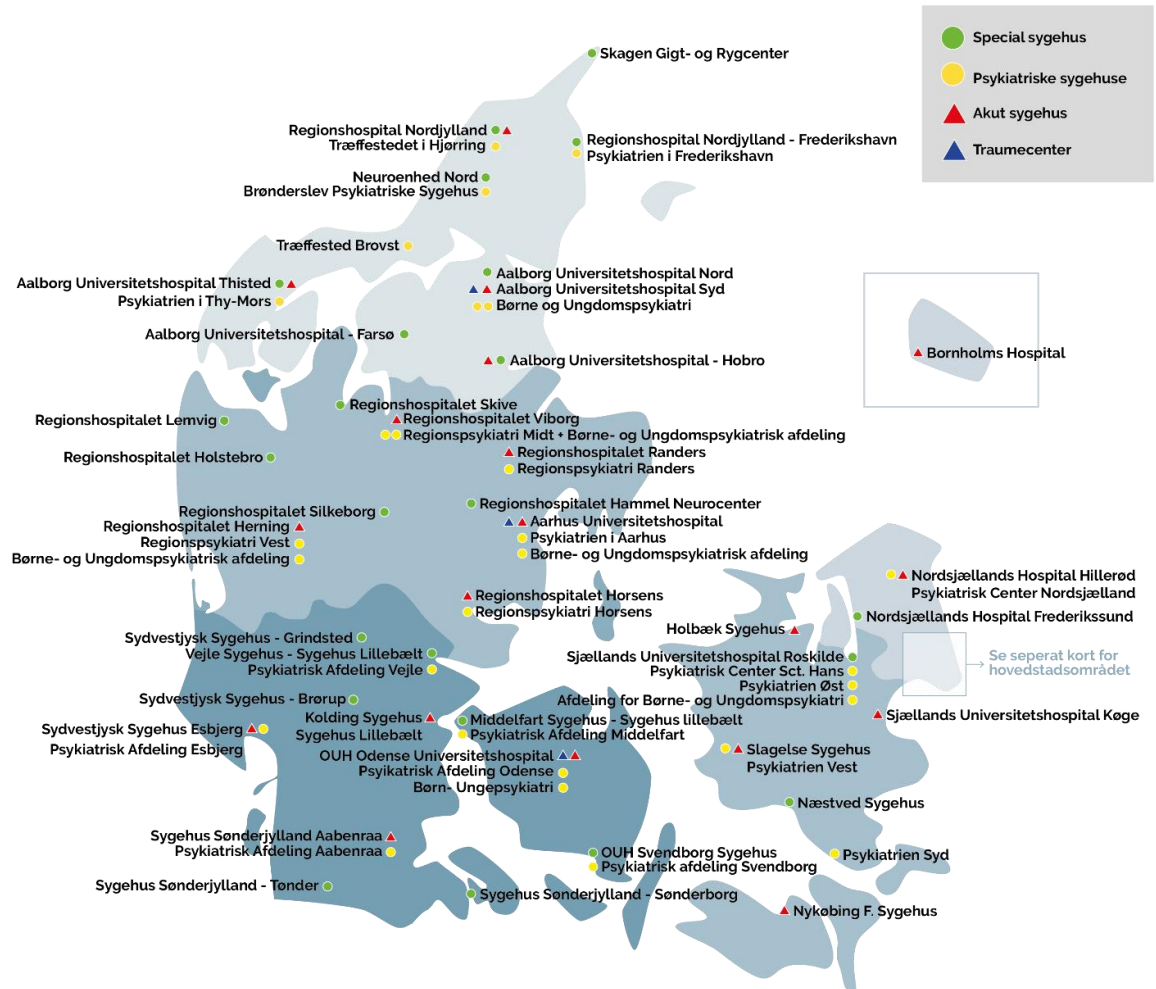 Special sygehus
Psykiatriske sygehuse
Akut sygehus
Traumecenter
Skagen Gigt- og Rygcenter
Regionshospital Nordjylland
Træffestedet i Hjørring
Regionshospital Nordjylland - Frederikshavn
Psykiatrien i Frederikshavn
Neuroenhed Nord
Brønderslev Psykiatriske Sygehus
Træffested Brovst
Aalborg Universitetshospital Thisted
Psykiatrien i Thy-Mors
Aalborg Universitetshospital Nord
Aalborg Universitetshospital Syd
Børne og Ungdomspsykiatri
Aalborg Universitetshospital - Farsø
Aalborg Universitetshospital - Hobro
Bornholms Hospital
Regionshospitalet Skive
Regionshospitalet Lemvig
Regionshospitalet Viborg
Regionspsykiatri Midt + Børne- og Ungdomspsykiatrisk afdeling
Regionshospitalet Holstebro
Regionshospitalet Randers
Regionspsykiatri Randers
Regionshospitalet Hammel Neurocenter
Regionshospitalet Silkeborg
Regionshospitalet Herning
Regionspsykiatri Vest
Børne- og Ungdomspsykiatrisk afdeling
Aarhus Universitetshospital
Psykiatrien i Aarhus
Børne- og Ungdomspsykiatrisk afdeling
Regionshospitalet Horsens
Regionspsykiatri Horsens
Nordsjællands Hospital Hillerød
Psykiatrisk Center Nordsjælland
Nordsjællands Hospital Frederikssund
Holbæk Sygehus
Sydvestjysk Sygehus - Grindsted
Vejle Sygehus - Sygehus Lillebælt
Psykiatrisk Afdeling Vejle
Sjællands Universitetshospital Roskilde
Psykiatrisk Center Sct. Hans
Psykiatrien Øst
Afdeling for Børne- og Ungdomspsykiatri
Se seperat kort for
hovedstadsområdet
Sydvestjysk Sygehus - Brørup
Kolding Sygehus
Sygehus Lillebælt
Sydvestjysk Sygehus Esbjerg
Psykiatrisk Afdeling Esbjerg
Middelfart Sygehus - Sygehus lillebælt
Psykiatrisk Afdeling Middelfart
Sjællands Universitetshospital Køge
OUH Odense Universitetshospital
Psyikatrisk Afdeling Odense
Børn- Ungepsykiatri
Slagelse Sygehus
Psykiatrien Vest
Næstved Sygehus
Sygehus Sønderjylland Aabenraa
Psykiatrisk Afdeling Aabenraa
OUH Svendborg Sygehus
Psykiatrisk afdeling Svendborg
Psykiatrien Syd
Sygehus Sønderjylland - Tønder
Sygehus Sønderjylland - Sønderborg
Nykøbing F. Sygehus